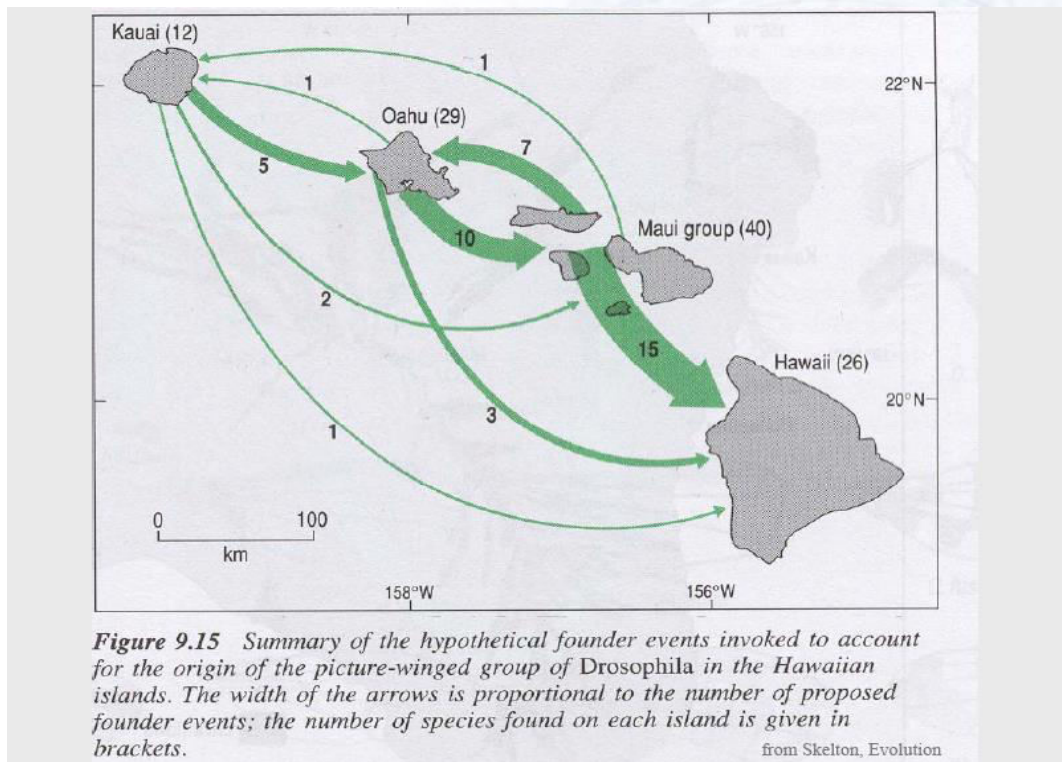 Kauai (12)
1
1
22°N
Oahu (29)
5
7
10
Maui group (40)
2
15
Hawaii (26)
3
20°N
1
0
100
km
158°W
156°W
Figure 9.15 Summary of the hypothetical founder events invoked to account
for the origin of the picture-winged group of Drosophila in the Hawaiian
islands. The width of the arrows is proportional to the number of proposed
founder events; the number of species found on each island is given in
brackets.
from Skelton, Evolution